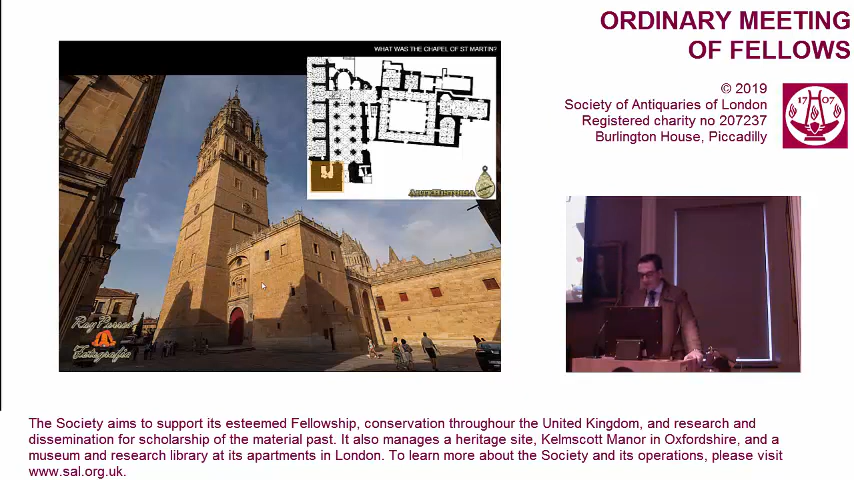 ORDINARY MEETING
OF FELLOWS
© 2019
Society of Antiquaries of London
Registered charity no 207237
Burlington House, Piccadilly
1707
WHAT WAS THE CHAPEL OF ST MARTIN?
ARTEHISTORIA
Fotografía
The Society aims to support its esteemed Fellowship, conservation throughour the United Kingdom, and research and
dissemination for scholarship of the material past. It also manages a heritage site, Kelmscott Manor in Oxfordshire, and a
museum and research library at its apartments in London. To learn more about the Society and its operations, please visit
www.sal.org.uk.